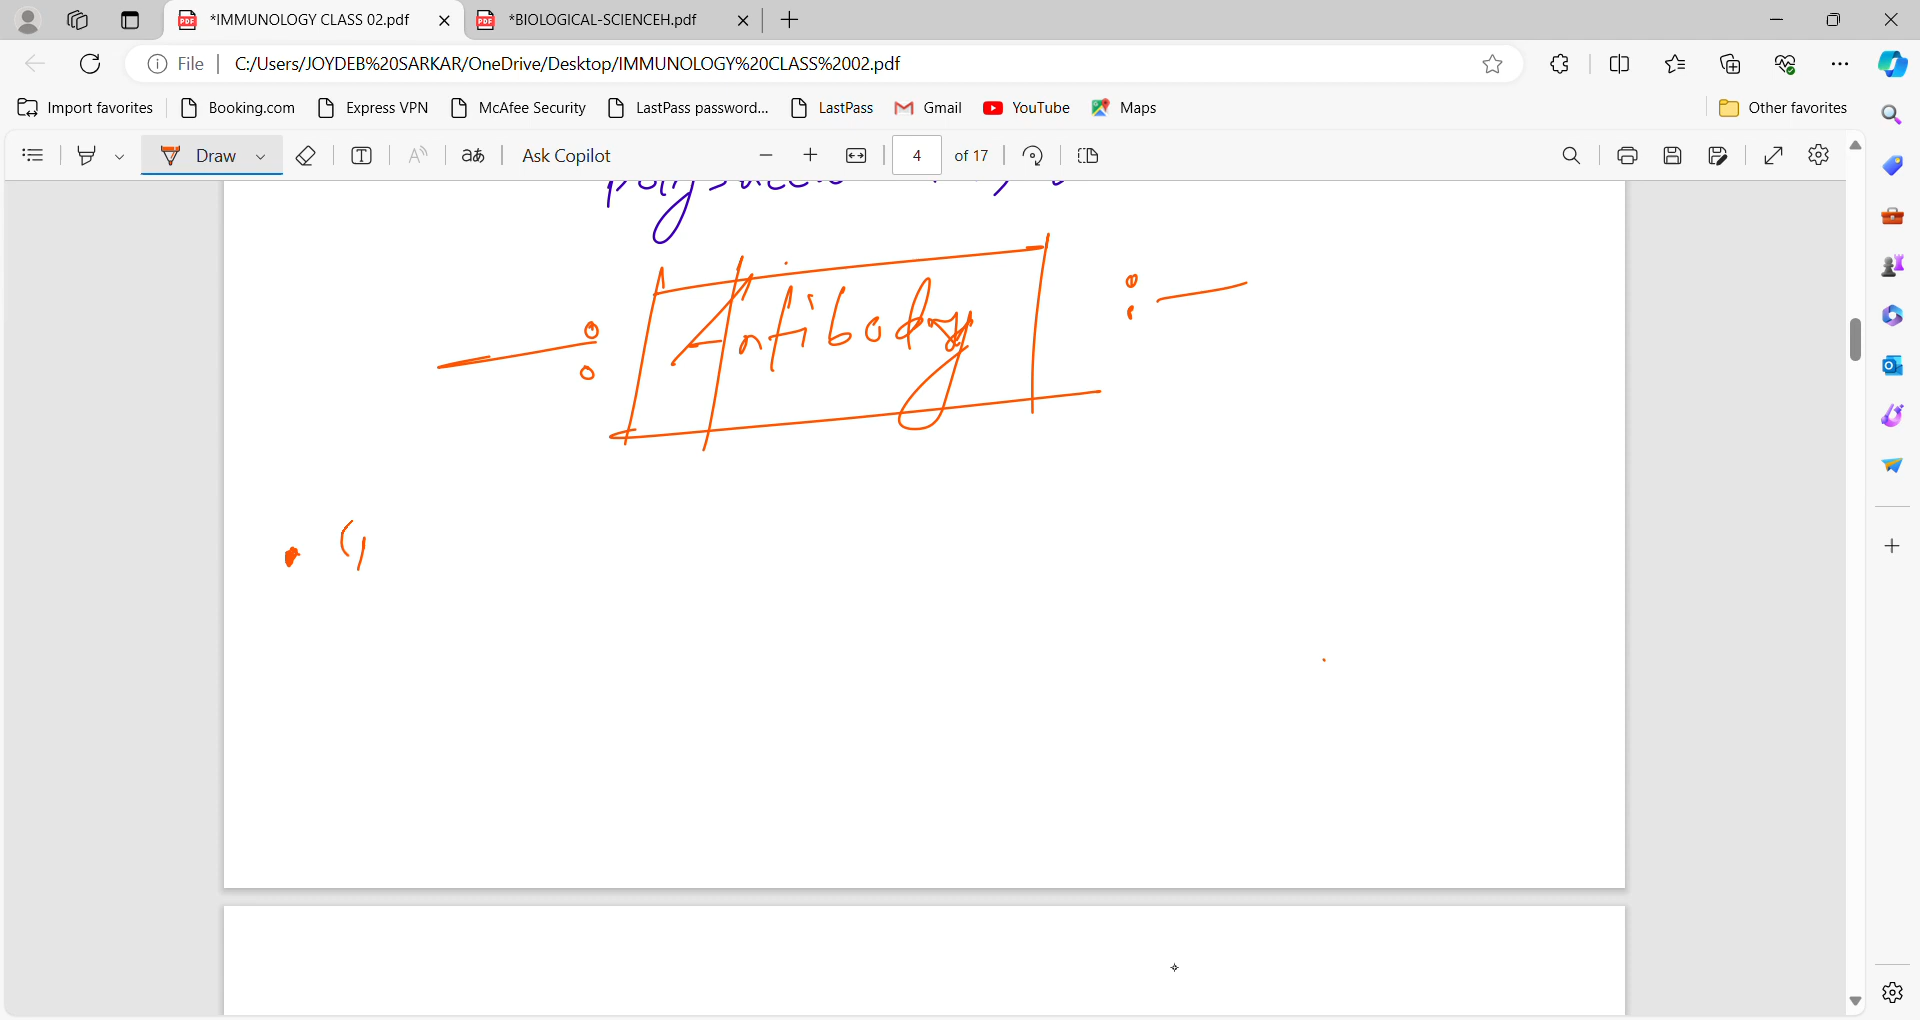 *IMMUNOLOGY CLASS 02.pdf
*BIOLOGICAL-SCIENCEH.pdf
File
C:/Users/JOYDEB%20SARKAR/OneDrive/Desktop/IMMUNOLOGY%20CLASS%2002.pdf
Import favorites
Booking.com
Express VPN
McAfee Security
LastPass password...
LastPass
Gmail
YouTube
Maps
Other favorites
Draw
aあ
Ask Copilot
4 of 17
Antibody